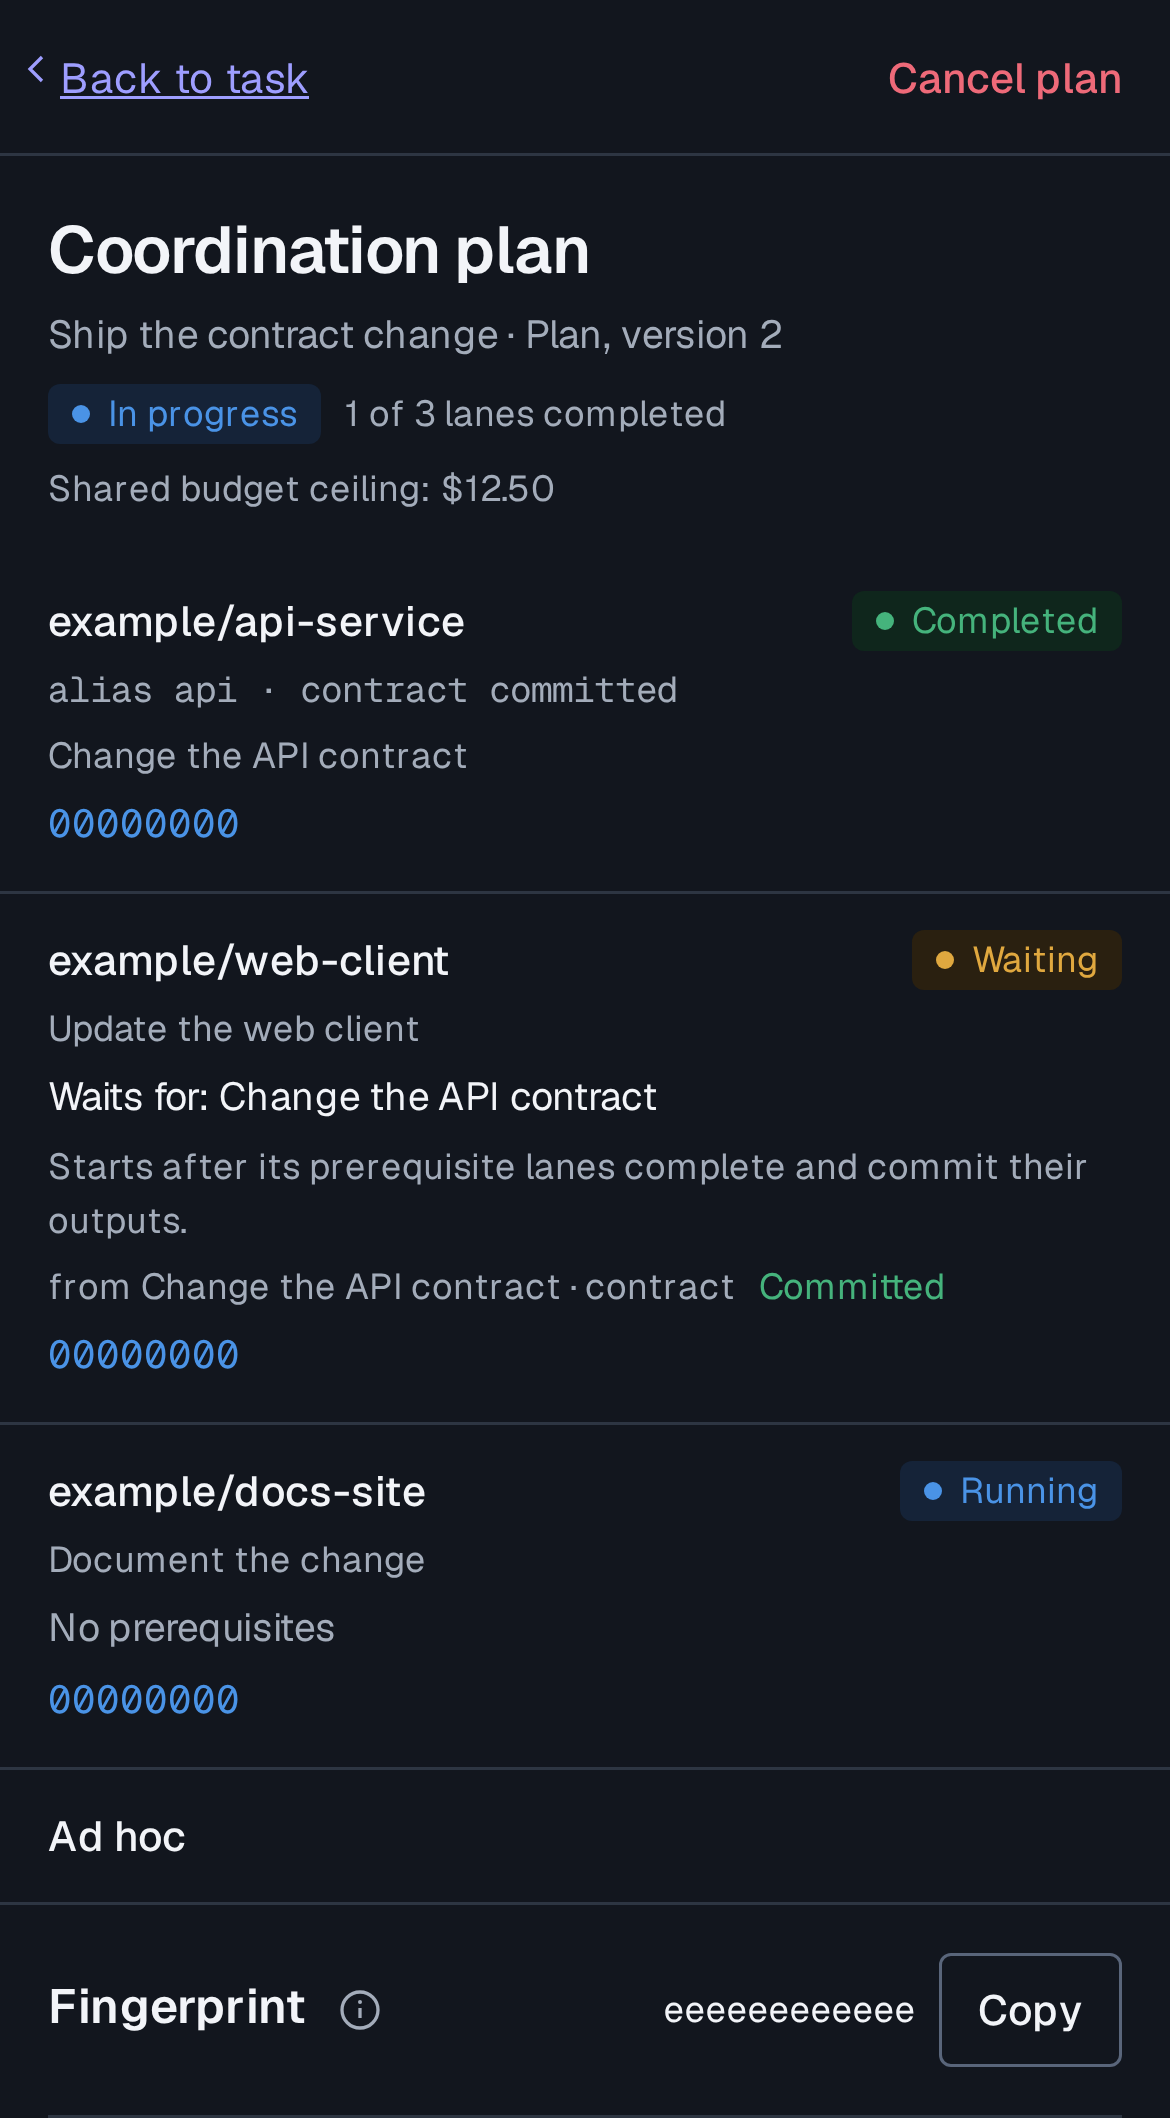 Back to task
Cancel plan
Coordination plan
Ship the contract change · Plan, version 2
In progress
1 of 3 lanes completed
Shared budget ceiling: $12.50
example/api-service
Completed
alias api · contract committed
Change the API contract
00000000
example/web-client
Waiting
Update the web client
Waits for: Change the API contract
Starts after its prerequisite lanes complete and commit their
outputs.
from Change the API contract · contract Committed
00000000
example/docs-site
Running
Document the change
No prerequisites
00000000
Ad hoc
Fingerprint
eeeeeeeeeeee
Copy